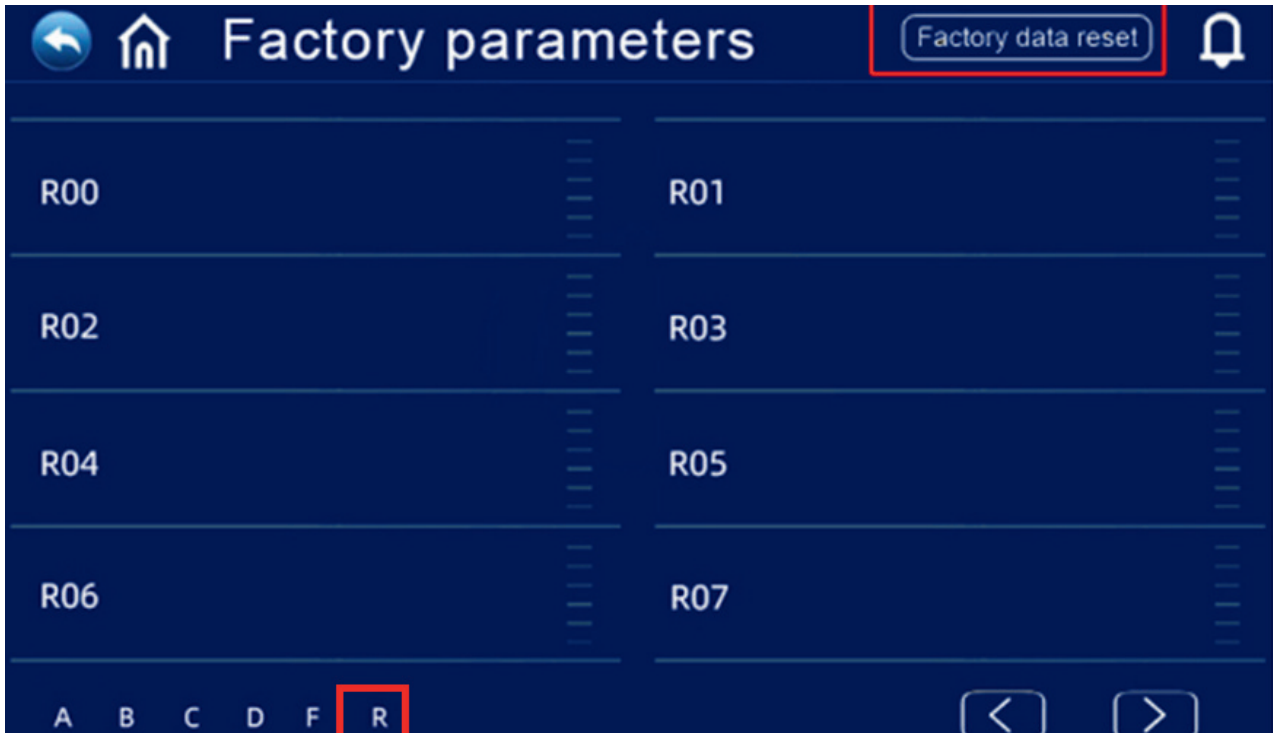 Factory parameters Factory data reset
R00 R01
R02 R03
R04 R05
R06 R07
A B C D F R < >